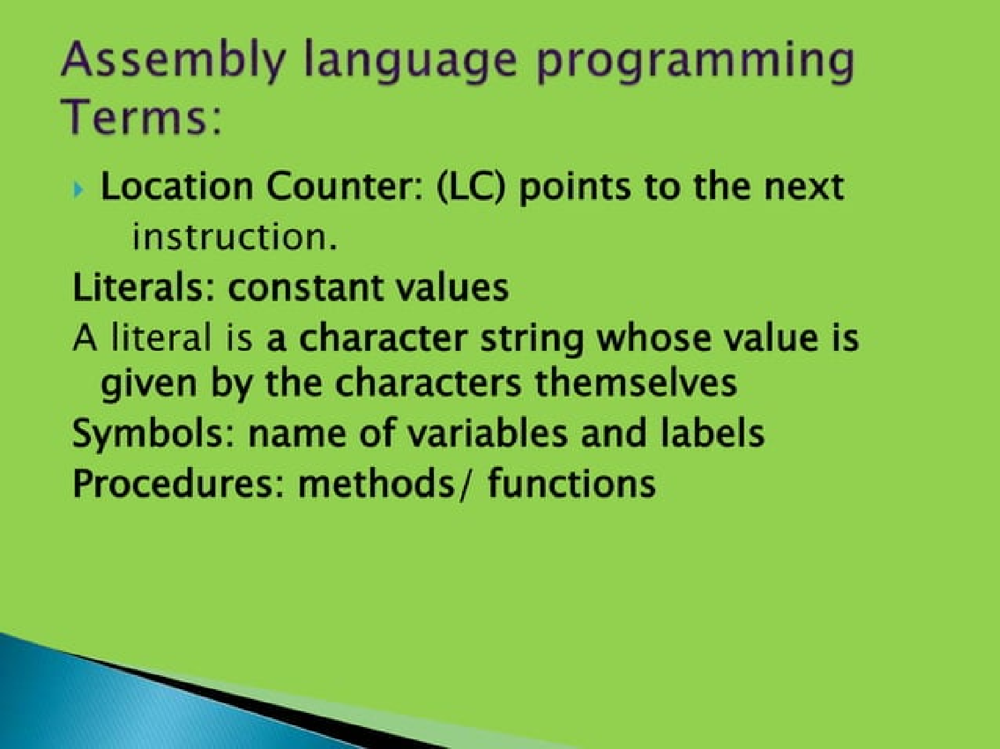 Assembly language programming
Terms:
Location Counter: (LC) points to the next
instruction.
Literals: constant values
A literal is a character string whose value is
given by the characters themselves
Symbols: name of variables and labels
Procedures: methods/ functions